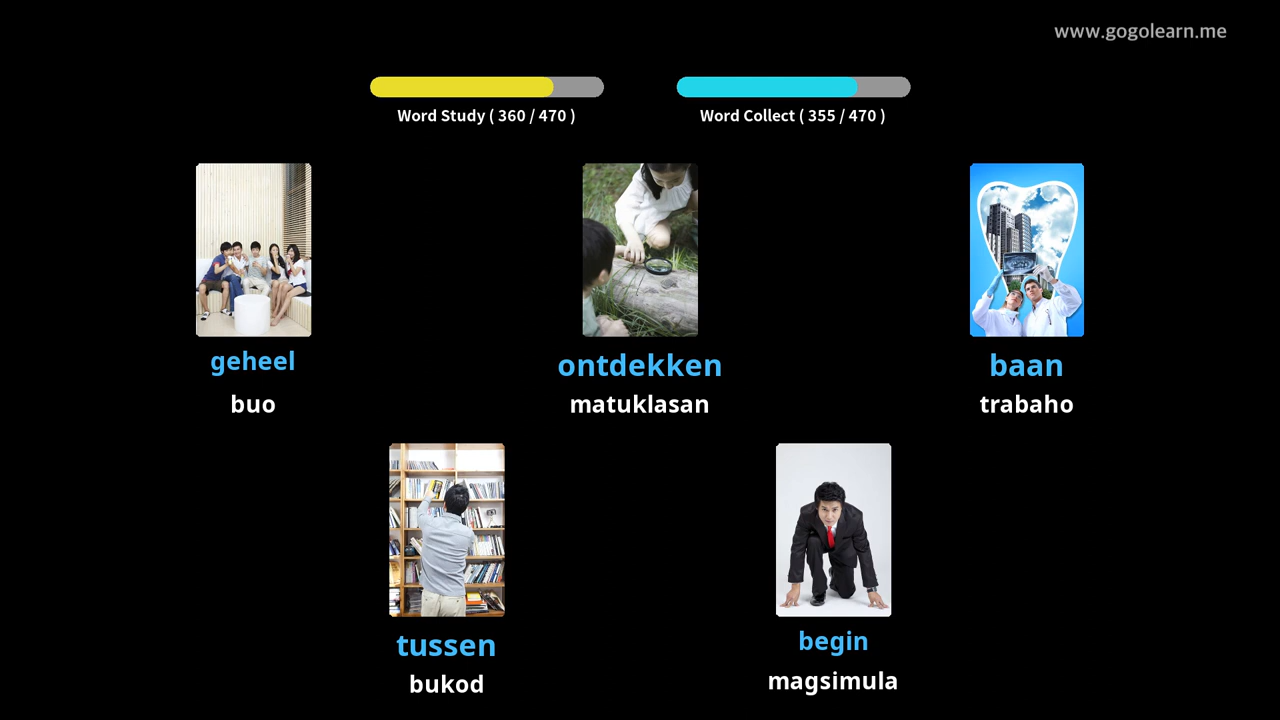 www.gogolearn.me
Word Study ( 360 / 470 )
Word Collect ( 355 / 470 )
geheel
buo
ontdekken
matuklasan
baan
trabaho
tussen
bukod
begin
magsimula